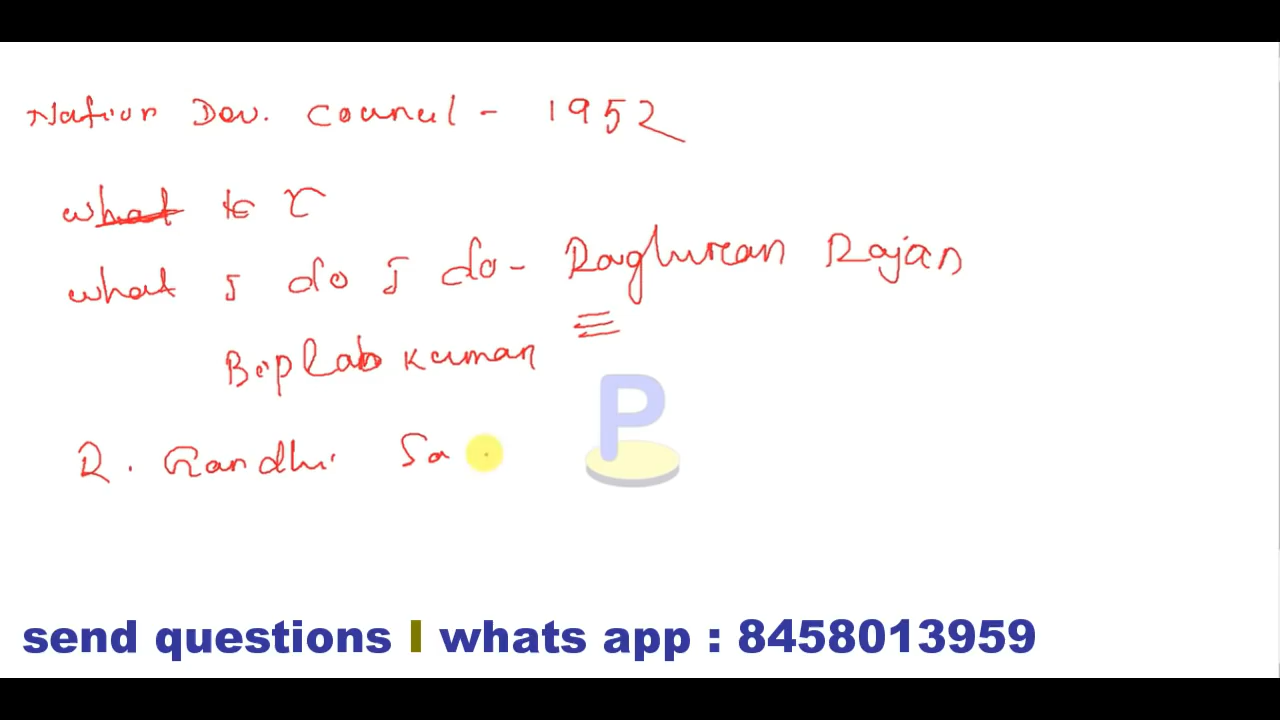 Nation Dev. Council - 1952
what is
what I do I do - Raghuram Rajan
Biplab Kumar
R. Gandhi Sa
P
send questions I whats app : 8458013959